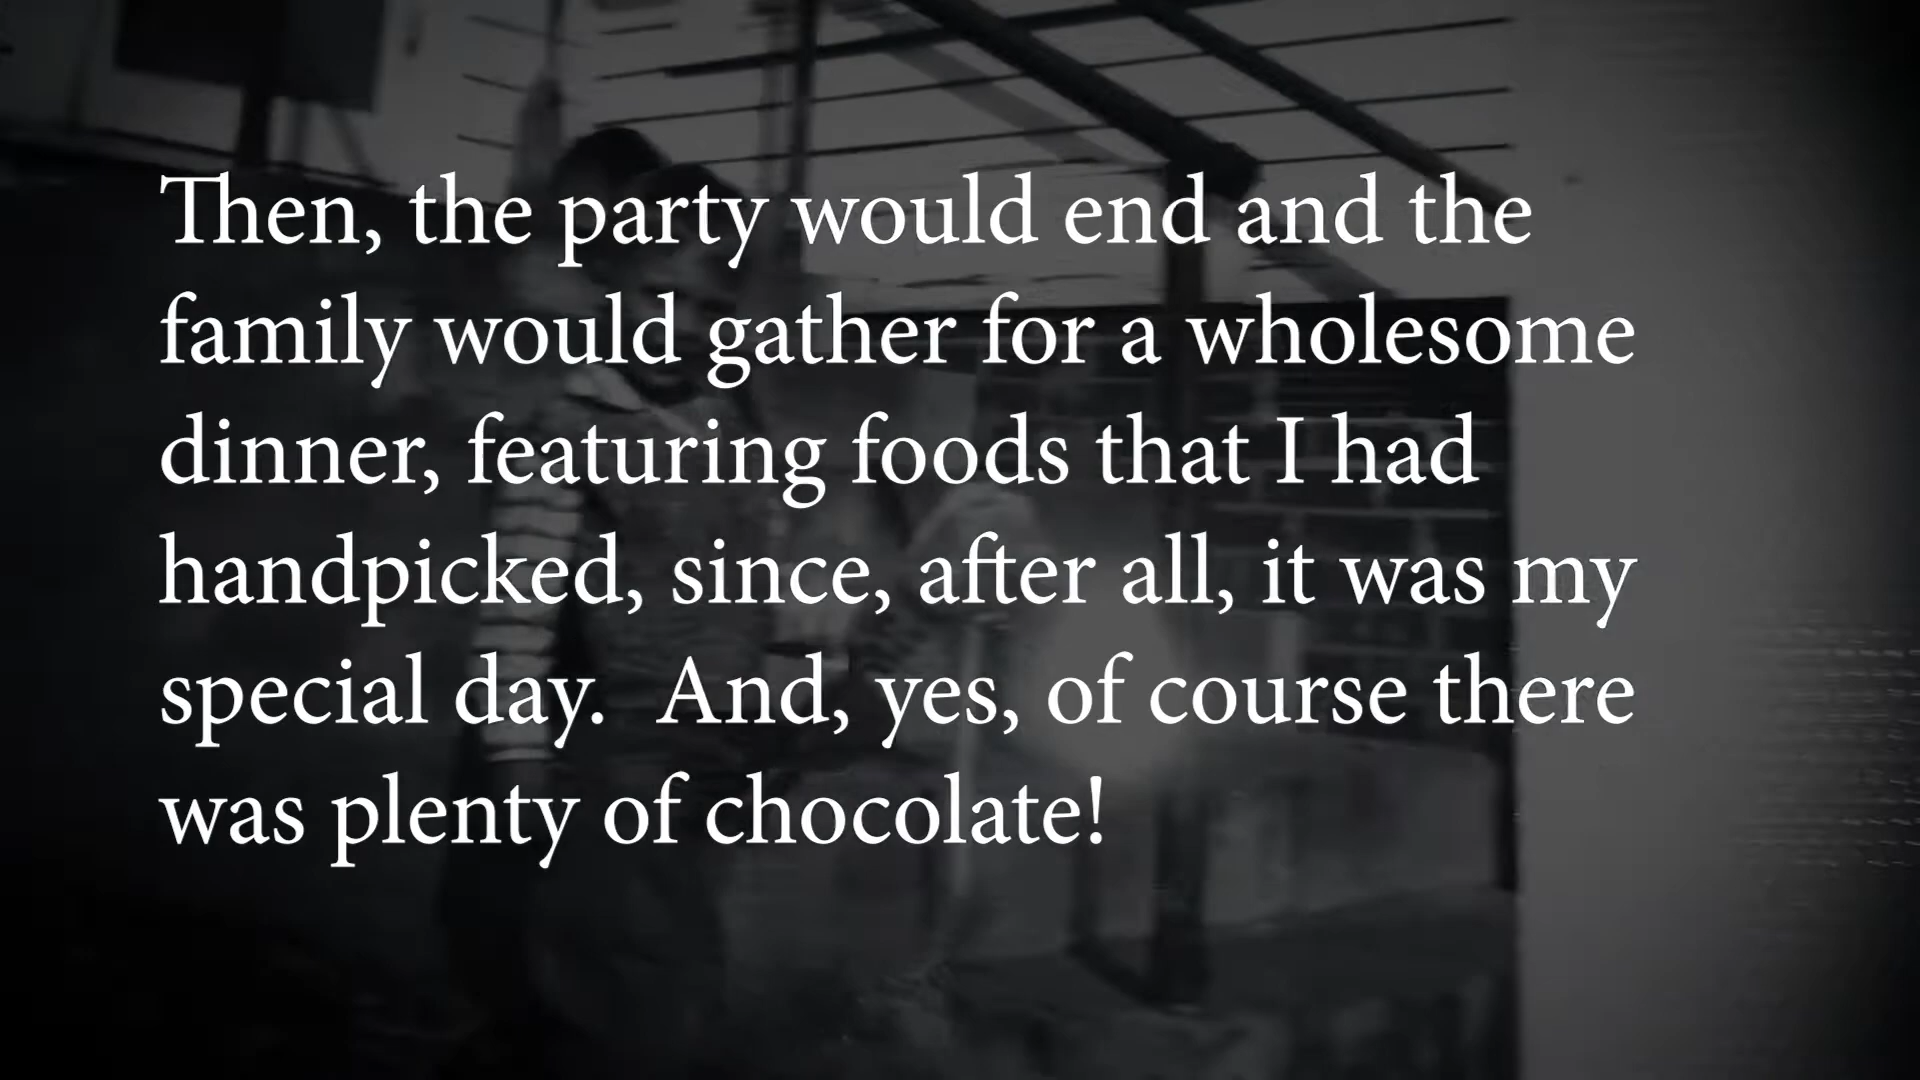 Then, the party would end and the
family would gather for a wholesome
dinner, featuring foods that I had
handpicked, since, after all, it was my
special day.  And, yes, of course there
was plenty of chocolate!